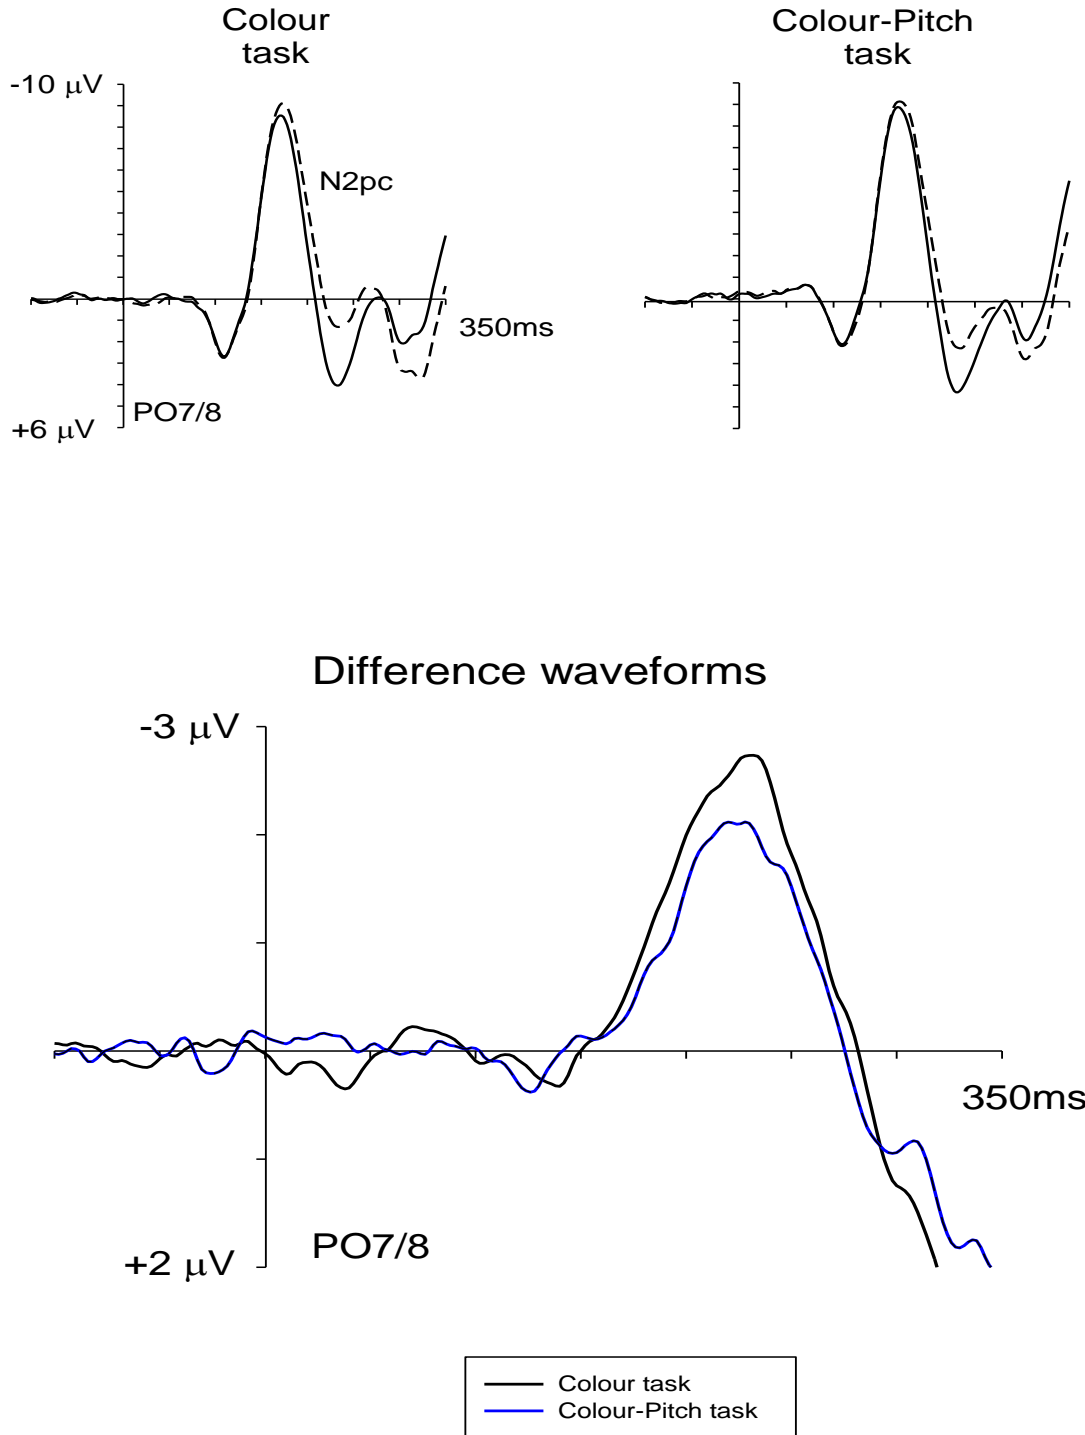 Colour
task
Colour-Pitch
task
-10 μV
N2pc
350ms
PO7/8
+6 μV
Difference waveforms
-3 μV
350ms
PO7/8
+2 μV
Colour task
Colour-Pitch task